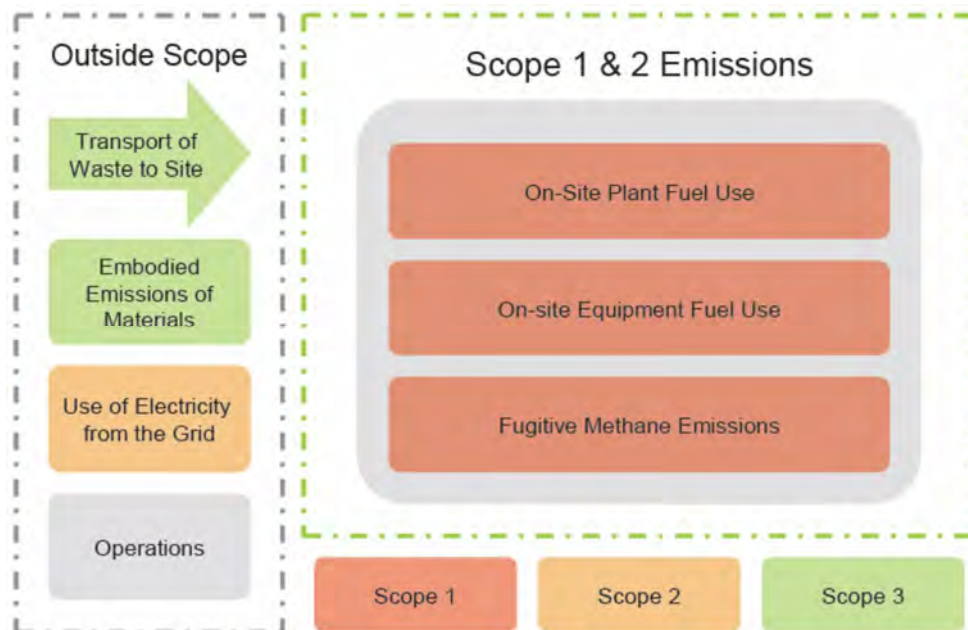 Outside Scope
Transport of
Waste to Site
Embodied
Emissions of
Materials
Use of Electricity
from the Grid
Operations
Scope 1 & 2 Emissions
On-Site Plant Fuel Use
On-site Equipment Fuel Use
Fugitive Methane Emissions
Scope 1
Scope 2
Scope 3